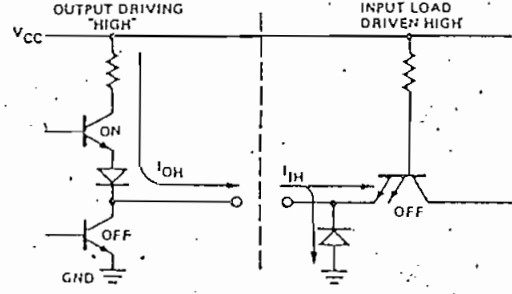 OUTPUT DRIVING
"HIGH"
INPUT LOAD
DRIVEN HIGH
VCC
ON
IOH
IIH
OFF
OFF
GND